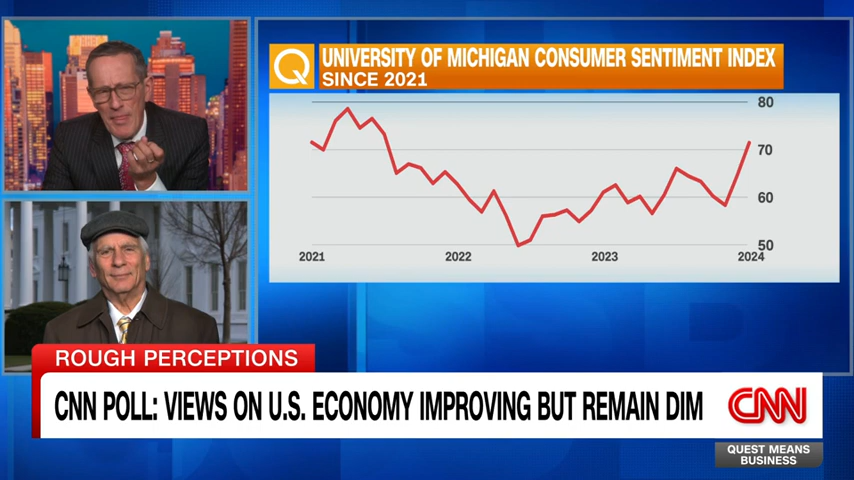 Q
UNIVERSITY OF MICHIGAN CONSUMER SENTIMENT INDEX
SINCE 2021
80
70
60
50
2021 2022 2023 2024
ROUGH PERCEPTIONS
CNN POLL: VIEWS ON U.S. ECONOMY IMPROVING BUT REMAIN DIM
CNN
QUEST MEANS
BUSINESS